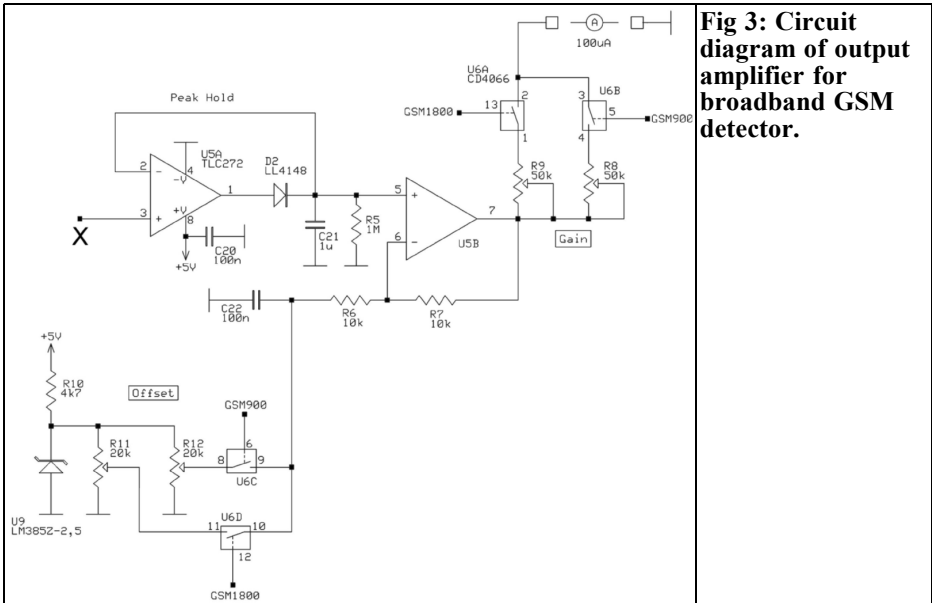 Fig 3: Circuit
diagram of output
amplifier for
broadband GSM
detector.
A
100uA
U6A
CD4066
2
13
GSM1800
1
3
U6B
5
GSM900
4
R9
50k
R8
50k
Gain
Peak Hold
U5A
TLC272
2
-
4
-V
D2
LL4148
1
+V
8
3
+
X
C20
100n
+5V
C21
1u
R5
1M
5
+
7
6
-
U5B
C22
100n
R6
10k
R7
10k
+5V
R10
4k7
Offset
GSM900
R11
20k
R12
20k
6
8
9
U6C
U9
LM385Z-2,5
U6D
11
10
12
GSM1800